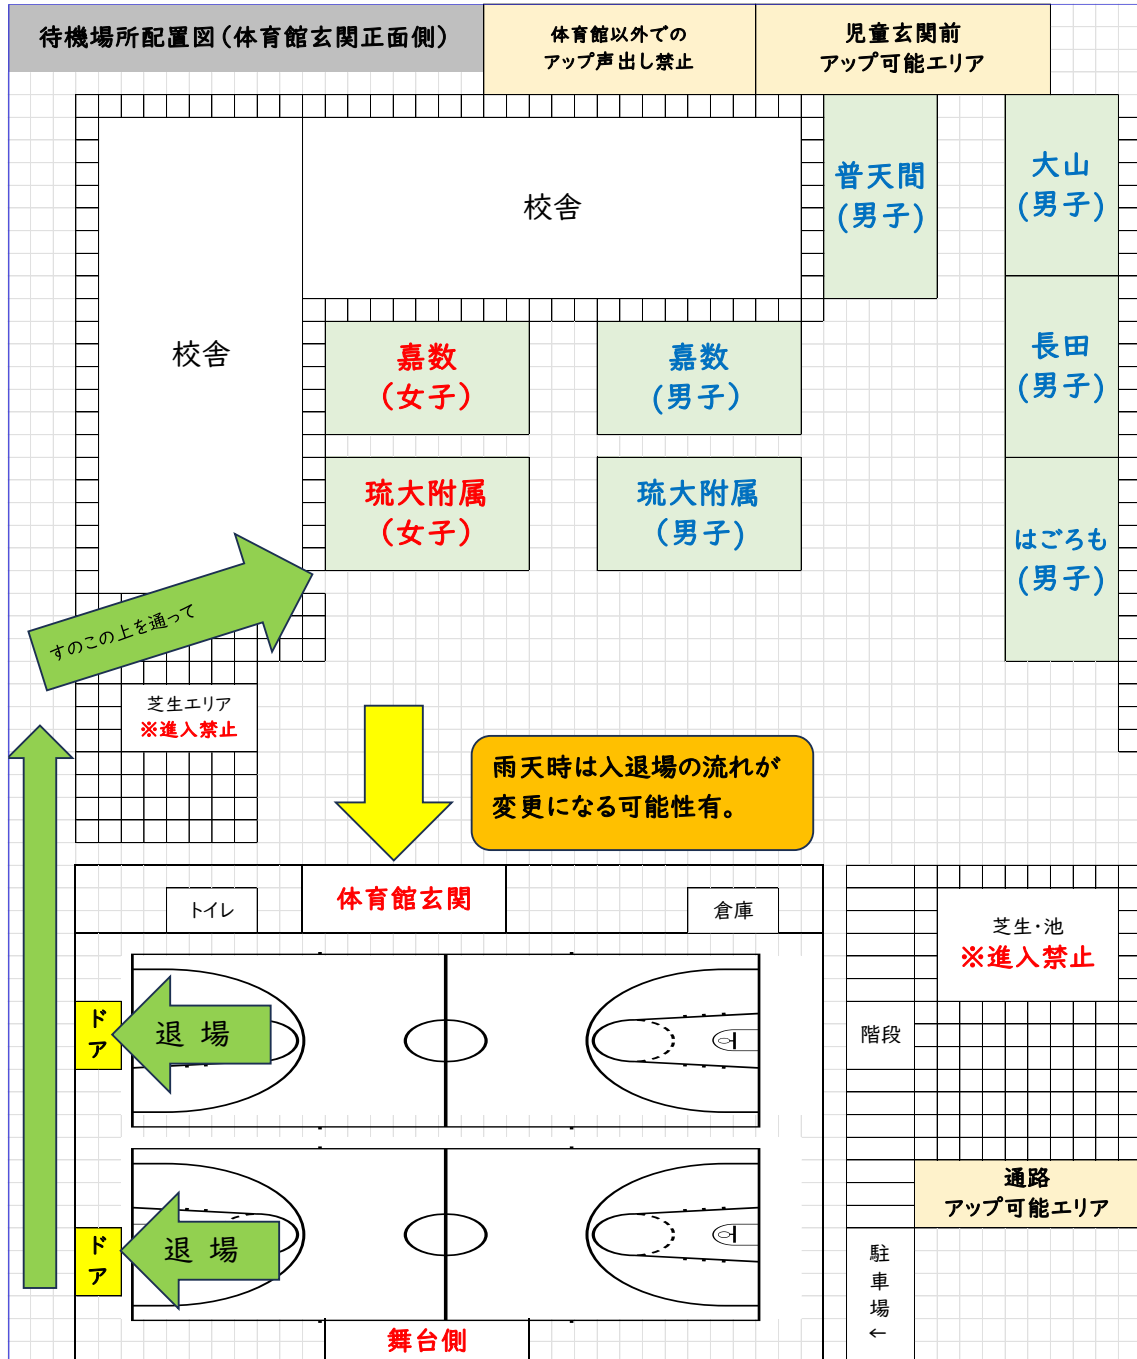 待機場所配置図(体育館玄関正面側)
体育館以外での
アップ声出し禁止
児童玄関前
アップ可能エリア
校舎
普天間
(男子)
大山
(男子)
校舎
嘉数
(女子)
嘉数
(男子)
長田
(男子)
琉大附属
(女子)
琉大附属
(男子)
はごろも
(男子)
すのこの上を通って
芝生エリア
※進入禁止
雨天時は入退場の流れが
変更になる可能性有。
トイレ
体育館玄関
倉庫
芝生・池
※進入禁止
ドア
退 場
階段
通路
アップ可能エリア
ドア
退 場
駐車場←
舞台側